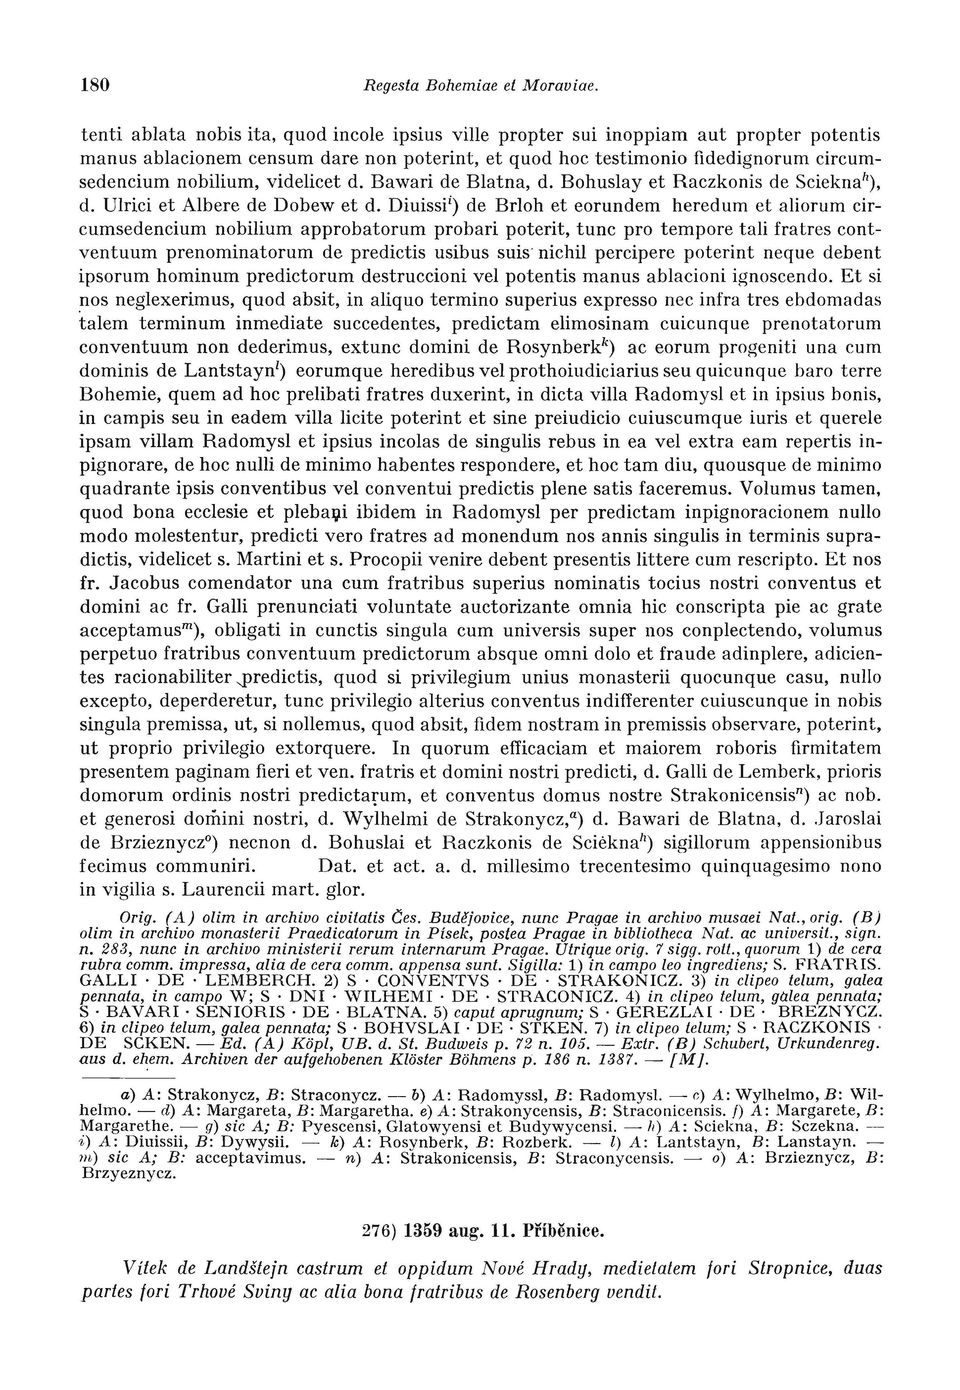 180 Regesta Bohemiae et Moraviae.
tenti ablata nobis ita, quod incole ipsius ville propter sui inoppiam aut propter potentis
manus ablacionem censum dare non poterint, et quod hoc testimonio fidedignorum circum-
sedencium nobilium, videlicet d. Bawari de Blatna, d. Bohuslay et Raczkonis de Scieknaʰ),
d. Ulrici et Albere de Dobew et d. Diuissiⁱ) de Brloh et eorundem heredum et aliorum cir-
cumsedencium nobilium approbatorum probari poterit, tunc pro tempore tali fratres cont-
ventuum prenominatorum de predictis usibus suis nichil percipere poterint neque debent
ipsorum hominum predictorum destruccioni vel potentis manus ablacioni ignoscendo. Et si
nos neglexerimus, quod absit, in aliquo termino superius expresso nec infra tres ebdomadas
talem terminum inmediate succedentes, predictam elimosinam cuicunque prenotatorum
conventuum non dederimus, extunc domini de Rosynberkᵏ) ac eorum progeniti una cum
dominis de Lantstaynˡ) eorumque heredibus vel prothoiudiciarius seu quicunque baro terre
Bohemie, quem ad hoc prelibati fratres duxerint, in dicta villa Radomysl et in ipsius bonis,
in campis seu in eadem villa licite poterint et sine preiudicio cuiuscumque iuris et querele
ipsam villam Radomysl et ipsius incolas de singulis rebus in ea vel extra eam repertis in-
pignorare, de hoc nulli de minimo habentes respondere, et hoc tam diu, quousque de minimo
quadrante ipsis conventibus vel conventui predictis plene satis faceremus. Volumus tamen,
quod bona ecclesie et plebani ibidem in Radomysl per predictam inpignoracionem nullo
modo molestentur, predicti vero fratres ad monendum nos annis singulis in terminis supra-
dictis, videlicet s. Martini et s. Procopii venire debent presentis littere cum rescripto. Et nos
fr. Jacobus comendator una cum fratribus superius nominatis tocius nostri conventus et
domini ac fr. Galli prenunciati voluntate auctorizante omnia hic conscripta pie ac grate
acceptamusᵐ), obligati in cunctis singula cum universis super nos conplectendo, volumus
perpetuo fratribus conventuum predictorum absque omni dolo et fraude adinplere, adicien-
tes racionabiliter predictis, quod si privilegium unius monasterii quocunque casu, nullo
excepto, deperderetur, tunc privilegio alterius conventus indifferenter cuiuscunque in nobis
singula premissa, ut, si nollemus, quod absit, fidem nostram in premissis observare, poterint,
ut proprio privilegio extorquere. In quorum efficaciam et maiorem roboris firmitatem
presentem paginam fieri et ven. fratris et domini nostri predicti, d. Galli de Lemberk, prioris
domorum ordinis nostri predictarum, et conventus domus nostre Strakonicensisⁿ) ac nob.
et generosi domini nostri, d. Wylhelmi de Strakonycz,ᵃ) d. Bawari de Blatna, d. Jaroslai
de Brzieznyczᵒ) necnon d. Bohuslai et Raczkonis de Sciėknaʰ) sigillorum appensionibus
fecimus communiri. Dat. et act. a. d. millesimo trecentesimo quinquagesimo nono
in vigilia s. Laurencii mart. glor.
Orig. (A) olim in archivo civitatis Čes. Budějovice, nunc Pragae in archivo musaei Nat., orig. (B)
olim in archivo monasterii Praedicatorum in Písek, postea Pragae in bibliotheca Nat. ac universit., sign.
n. 283, nunc in archivo ministerii rerum internarum Pragae. Utrique orig. 7 sigg. rott., quorum 1) de cera
rubra comm. impressa, alia de cera comm. appensa sunt. Sigilla: 1) in campo leo ingrediens; S. FRATRIS.
GALLI · DE · LEMBERCH. 2) S · CONVENTVS · DE · STRAKONICZ. 3) in clipeo telum, galea
pennata, in campo W; S · DNI · WILHEMI · DE · STRACONICZ. 4) in clipeo telum, galea pennata;
S · BAVARI · SENIORIS · DE · BLATNA. 5) caput aprugnum; S · GEREZLAI · DE · BREZNYCZ.
6) in clipeo telum, galea pennata; S · BOHVSLAI · DE · STKEN. 7) in clipeo telum; S · RACZKONIS ·
DE SCKEN. — Ed. (A) Köpl, UB. d. St. Budweis p. 72 n. 105. — Extr. (B) Schubert, Urkundenreg.
aus d. ehem. Archiven der aufgehobenen Klöster Böhmens p. 186 n. 1387. — [M].
a) A: Strakonycz, B: Straconycz. — b) A: Radomyssl, B: Radomysl. — c) A: Wylhelmo, B: Wil-
helmo. — d) A: Margareta, B: Margaretha. e) A: Strakonycensis, B: Straconicensis. f) A: Margarete, B:
Margarethe. — g) sic A; B: Pyescensi, Glatowyensi et Budywycensi. — h) A: Sciekna, B: Sczekna. —
i) A: Diuissii, B: Dywysii. — k) A: Rosynberk, B: Rozberk. — l) A: Lantstayn, B: Lanstayn. —
m) sic A; B: acceptavimus. — n) A: Strakonicensis, B: Straconycensis. — o) A: Brzieznycz, B:
Brzyeznycz.
276) 1359 aug. 11. Příběnice.
Vítek de Landštejn castrum et oppidum Nové Hrady, medietatem fori Stropnice, duas
partes fori Trhové Sviny ac alia bona fratribus de Rosenberg vendit.